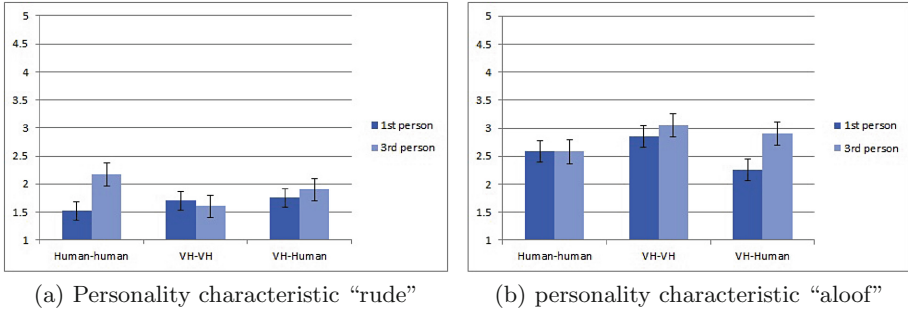 5
4.5
4
3.5
3
2.5
2
1.5
1
Human-human VH-VH VH-Human
1st person
3rd person
5
4.5
4
3.5
3
2.5
2
1.5
1
Human-human VH-VH VH-Human
1st person
3rd person
(a) Personality characteristic “rude”
(b) personality characteristic “aloof”